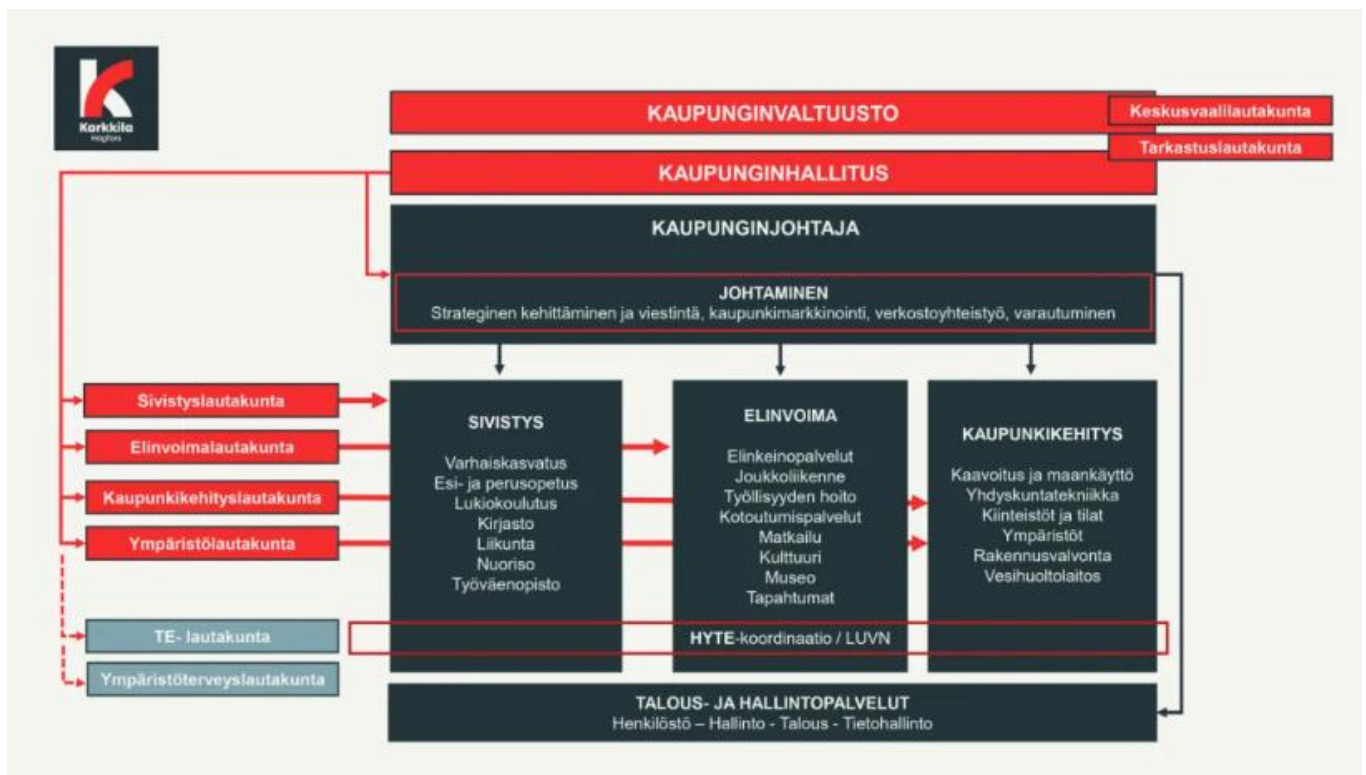 Karkkila
Högfors
KAUPUNGINVALTUUSTO
Keskusvaalilautakunta
Tarkastuslautakunta
KAUPUNGINHALLITUS
KAUPUNGINJOHTAJA
JOHTAMINEN
Strateginen kehittäminen ja viestintä, kaupunkimarkkinointi, verkostoyhteistyö, varautuminen
Sivistyslautakunta
Elinvoimalautakunta
Kaupunkikehityslautakunta
Ympäristölautakunta
TE- lautakunta
Ympäristöterveyslautakunta
SIVISTYS
Varhaiskasvatus
Esi- ja perusopetus
Lukiokoulutus
Kirjasto
Liikunta
Nuoriso
Työväenopisto
ELINVOIMA
Elinkeinopalvelut
Joukkoliikenne
Työllisyyden hoito
Kotoutumispalvelut
Matkailu
Kulttuuri
Museo
Tapahtumat
KAUPUNKIKEHITYS
Kaavoitus ja maankäyttö
Yhdyskuntatekniikka
Kiinteistöt ja tilat
Ympäristöt
Rakennusvalvonta
Vesihuoltolaitos
HYTE-koordinaatio / LUVN
TALOUS- JA HALLINTOPALVELUT
Henkilöstö – Hallinto - Talous - Tietohallinto